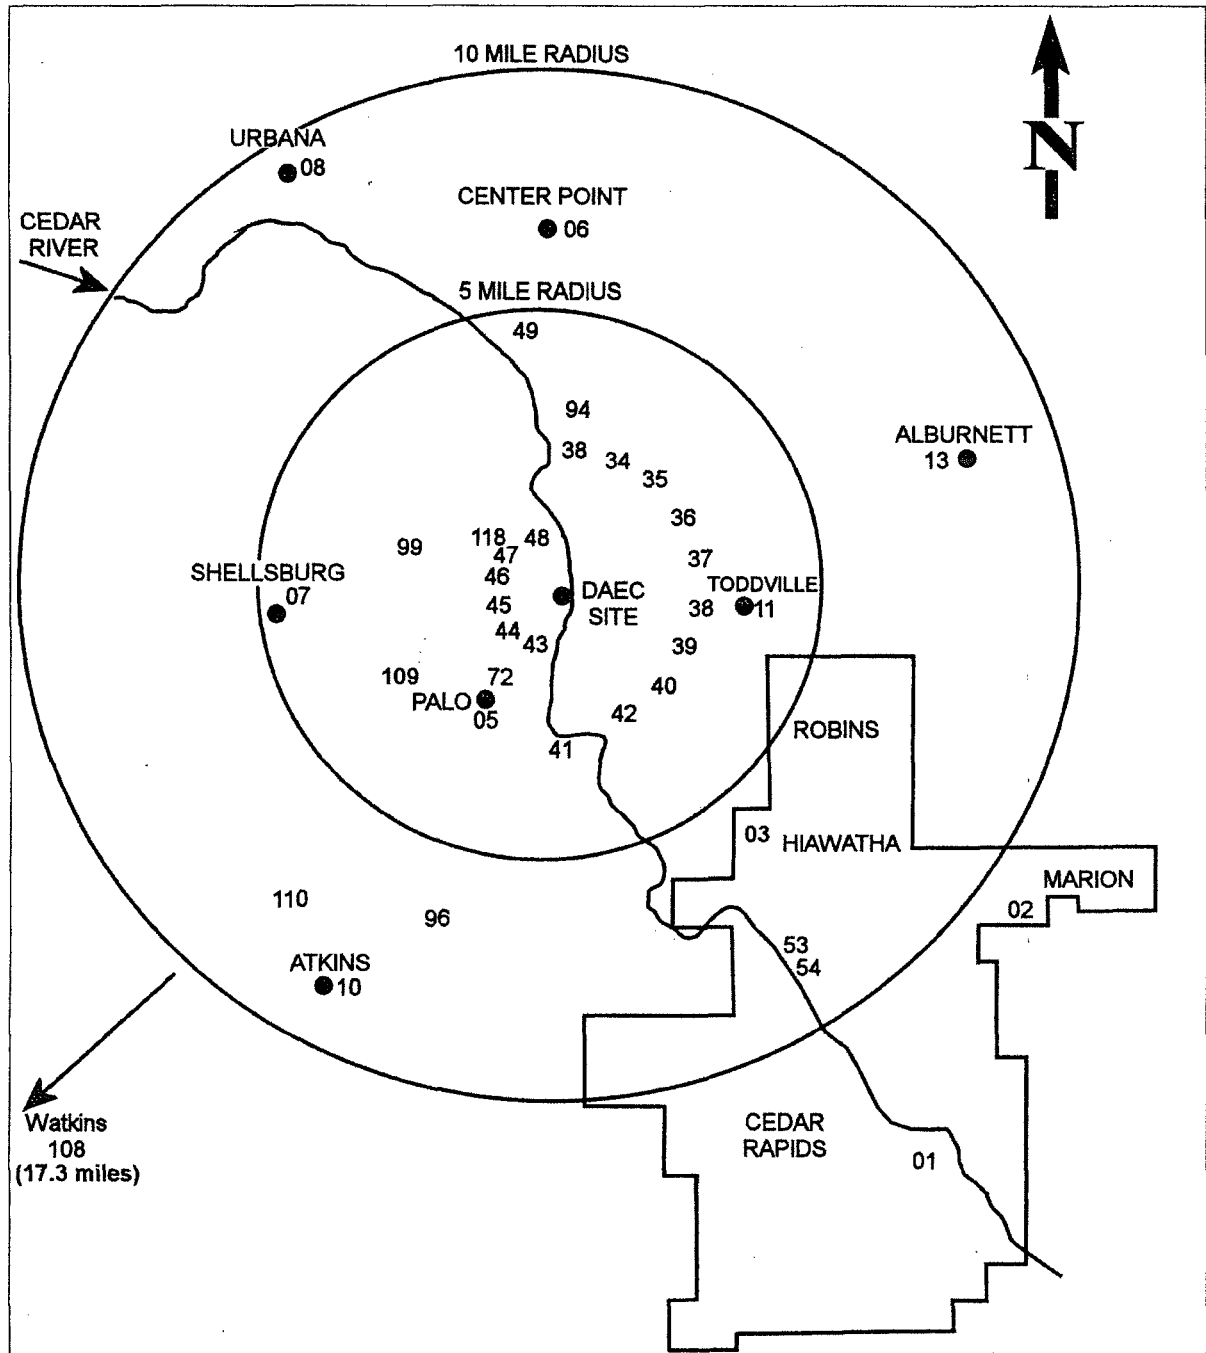 10 MILE RADIUS
N
URBANA
08
CENTER POINT
06
CEDAR
RIVER
5 MILE RADIUS
49
94
ALBURNETT
13
38
34
35
36
118
48
99
47
37
46
SHELLSBURG
07
DAEC
SITE
TODDVILLE
11
45
38
44
43
39
109
72
40
PALO
05
42
41
ROBINS
03
HIAWATHA
MARION
02
110
96
53
54
ATKINS
10
Watkins
108
(17.3 miles)
CEDAR
RAPIDS
01